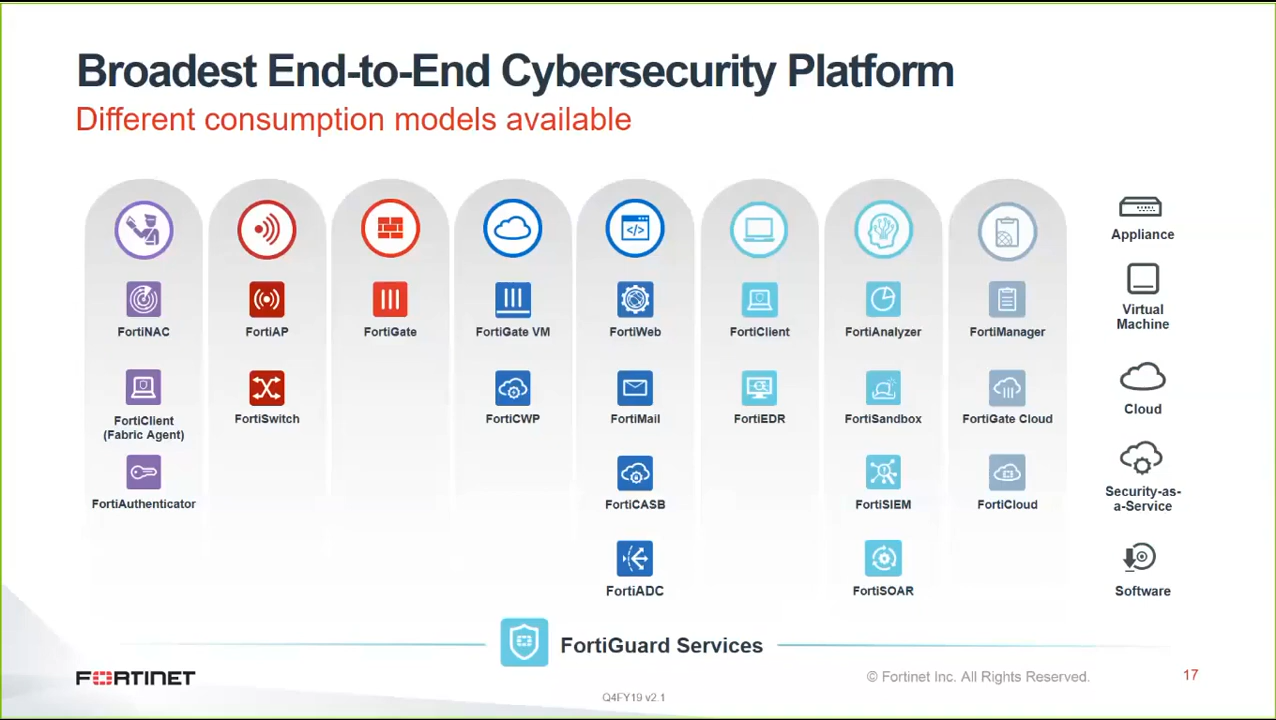 Broadest End-to-End Cybersecurity Platform
Different consumption models available
FortiNAC
FortiClient
(Fabric Agent)
FortiAuthenticator
FortiAP
FortiSwitch
FortiGate
FortiGate VM
FortiCWP
FortiWeb
FortiMail
FortiCASB
FortiADC
FortiClient
FortiEDR
FortiAnalyzer
FortiSandbox
FortiSIEM
FortiSOAR
FortiManager
FortiGate Cloud
FortiCloud
Appliance
Virtual
Machine
Cloud
Security-as-
a-Service
Software
FortiGuard Services
FORTINET
© Fortinet Inc. All Rights Reserved.
17
Q4FY19 v2.1